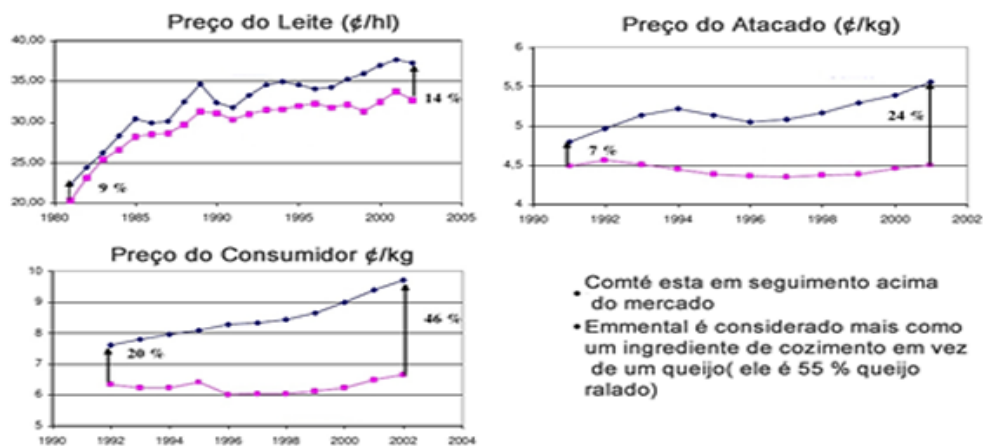 Preço do Leite (¢/hl)
40,00
35,00
30,00
25,00
20,00
14 %
9 %
1980 1985 1990 1995 2000 2005
Preço do Atacado (¢/kg)
6
5,5
5
4,5
4
24 %
7 %
1990 1992 1994 1996 1998 2000 2002
Preço do Consumidor ¢/kg
10
9
8
7
6
5
46 %
20 %
1990 1992 1994 1996 1998 2000 2002 2004
• Comté esta em seguimento acima
do mercado
• Emmental é considerado mais como
um ingrediente de cozimento em vez
de um queijo( ele é 55 % queijo
ralado)